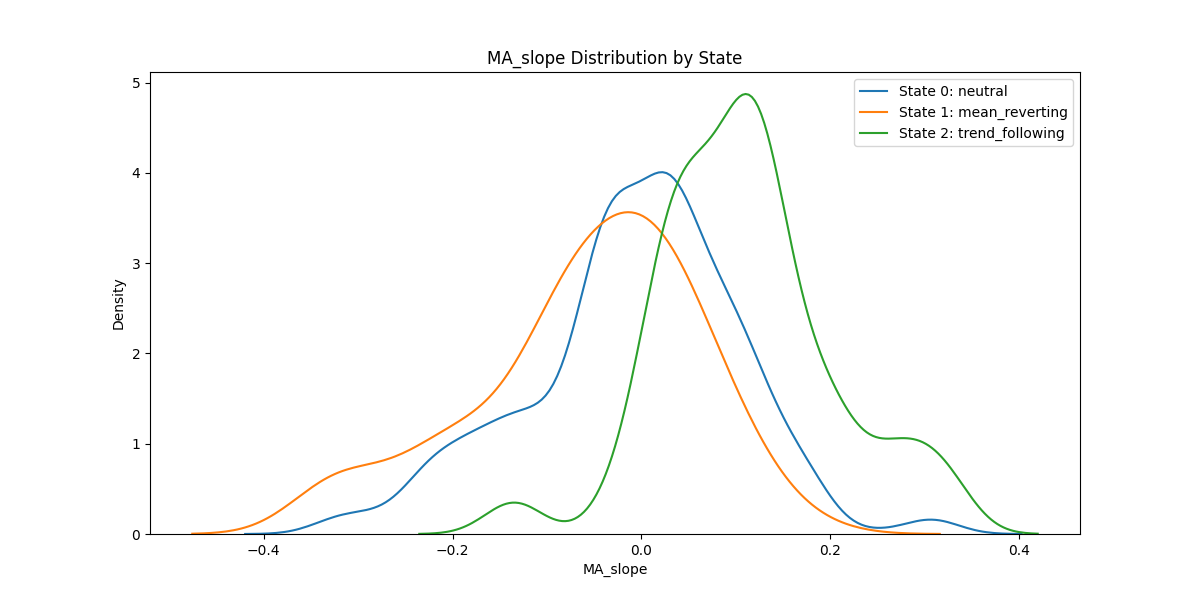 MA_slope Distribution by State
State 0: neutral
State 1: mean_reverting
State 2: trend_following
Density
5
4
3
2
1
0
−0.4
−0.2
0.0
0.2
0.4
MA_slope